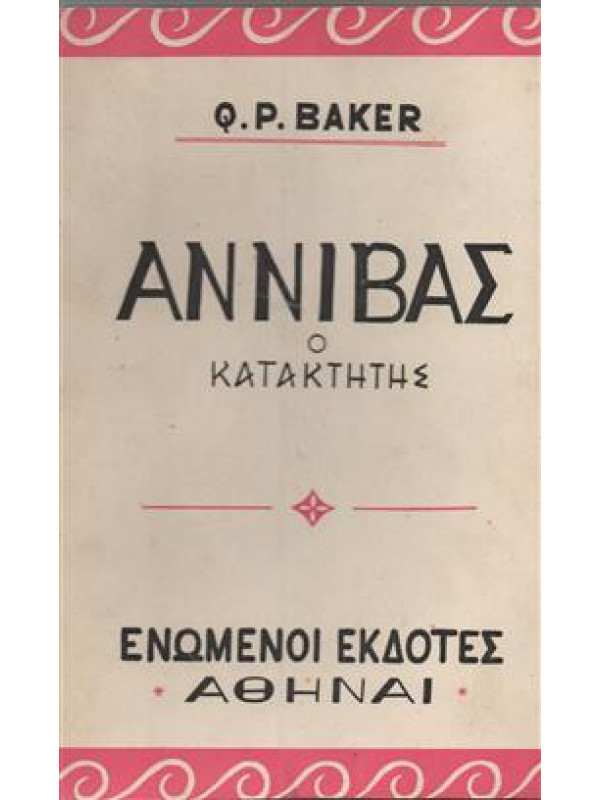 Q.P. BAKER
ΑΝΝΙΒΑΣ
Ο
ΚΑΤΑΚΤΗΤΗΣ
ΕΝΩΜΕΝΟΙ ΕΚΔΟΤΕΣ
ΑΘΗΝΑΙ